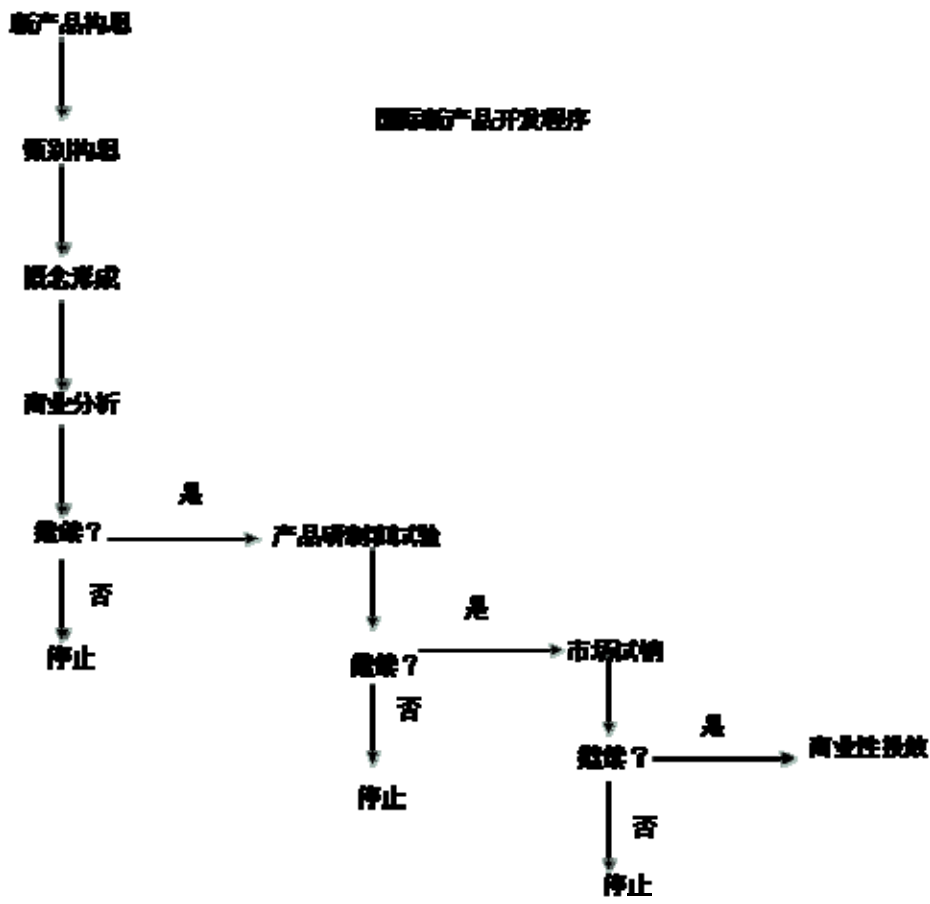 新产品构思
国际新产品开发程序
甄别构思
概念形成
商业分析
是
继续？
产品研制和试验
否
是
停止
继续？
市场试销
否
是
继续？
商业性投放
停止
否
停止